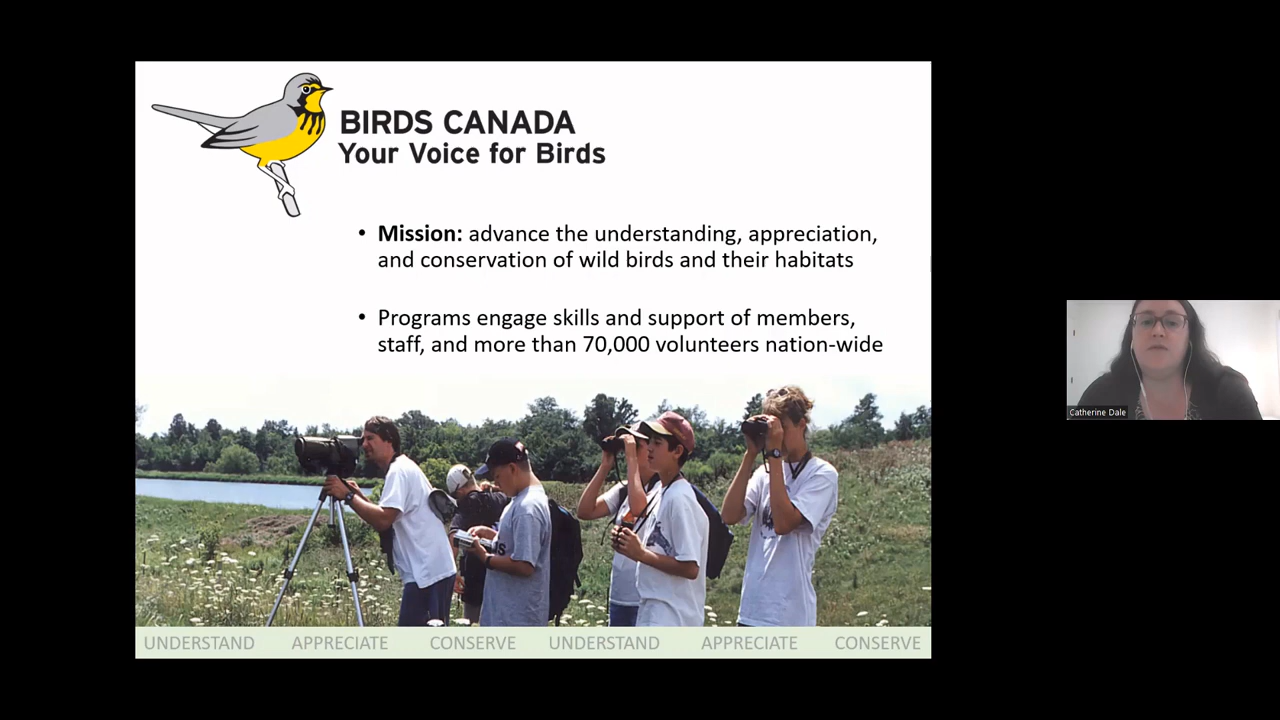 BIRDS CANADA
Your Voice for Birds
• Mission: advance the understanding, appreciation,
and conservation of wild birds and their habitats
• Programs engage skills and support of members,
staff, and more than 70,000 volunteers nation-wide
UNDERSTAND APPRECIATE CONSERVE UNDERSTAND APPRECIATE CONSERVE
Catherine Dale